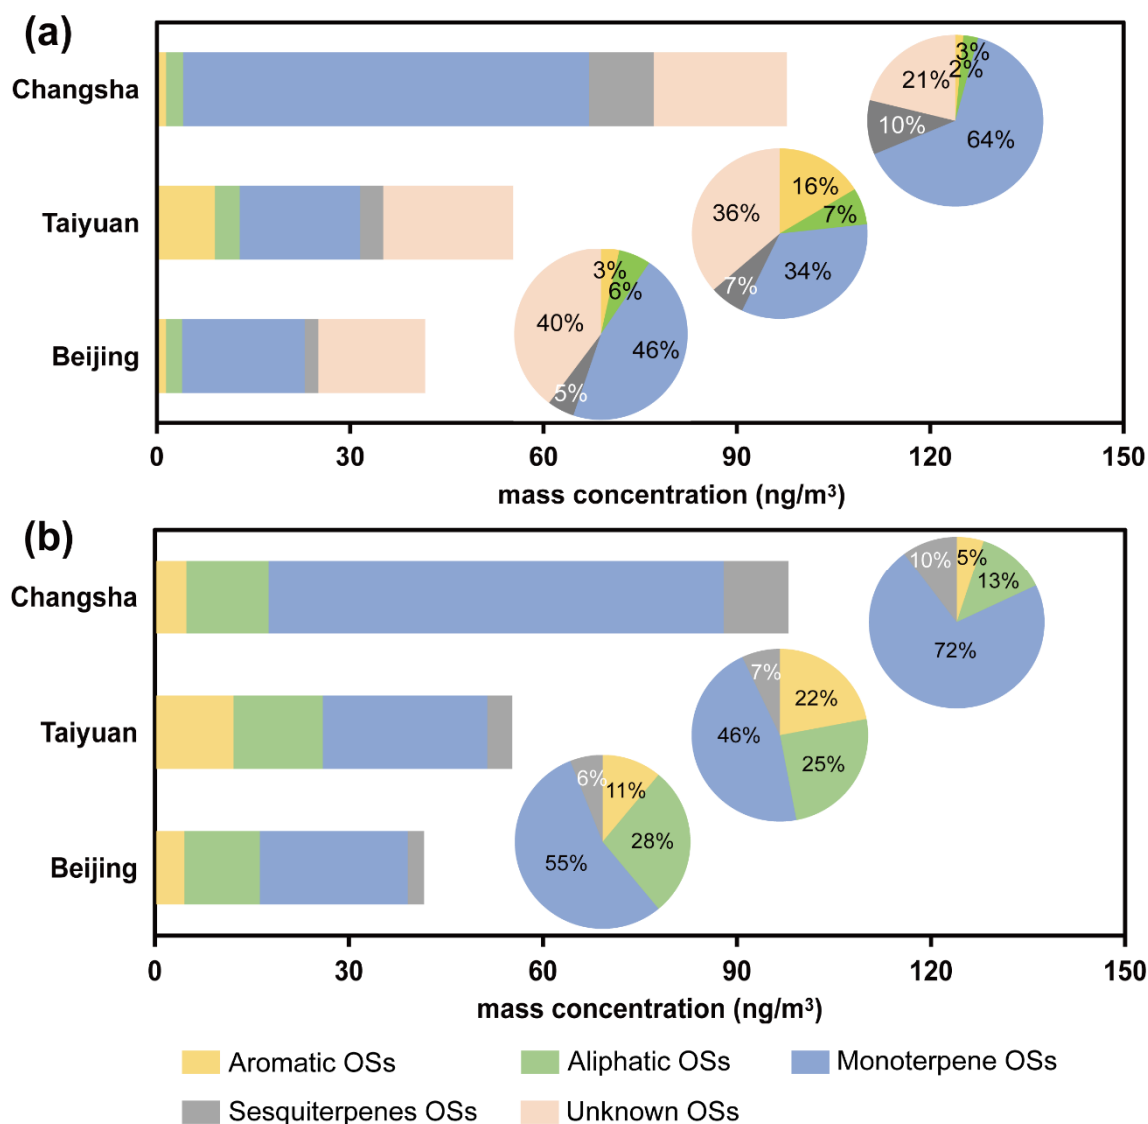 (a)
Changsha
Taiyuan
Beijing
3%
2%
21%
10%
64%
16%
36%
7%
34%
7%
3%
6%
40%
46%
5%
0 30 60 90 120 150
mass concentration (ng/m³)
(b)
Changsha
Taiyuan
Beijing
10%
5%
13%
72%
7%
22%
46%
25%
6%
11%
28%
55%
0 30 60 90 120 150
mass concentration (ng/m³)
Aromatic OSs Aliphatic OSs Monoterpene OSs
Sesquiterpenes OSs Unknown OSs